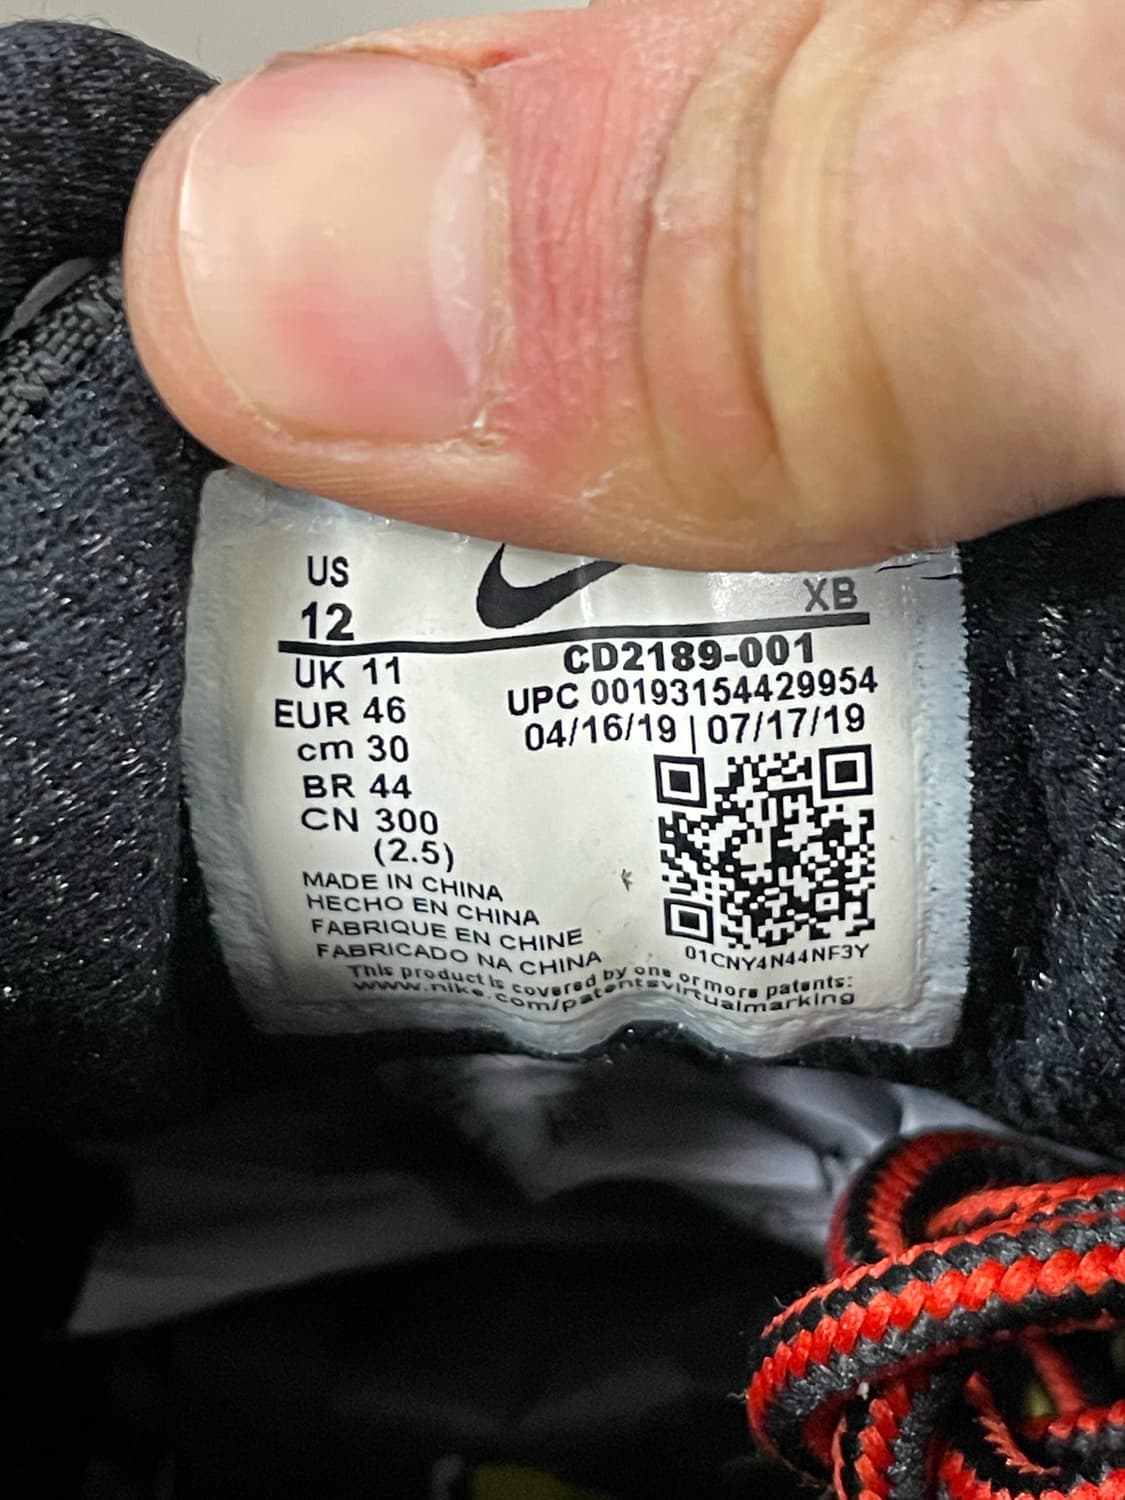 US
12
XB
UK 11
EUR 46
cm 30
BR 44
CN 300
(2.5)
CD2189-001
UPC 00193154429954
04/16/19 | 07/17/19
01CNY4N44NF3Y
MADE IN CHINA
HECHO EN CHINA
FABRIQUE EN CHINE
FABRICADO NA CHINA
This product is covered by one or more patents:
www.nike.com/patentsvirtualmarking